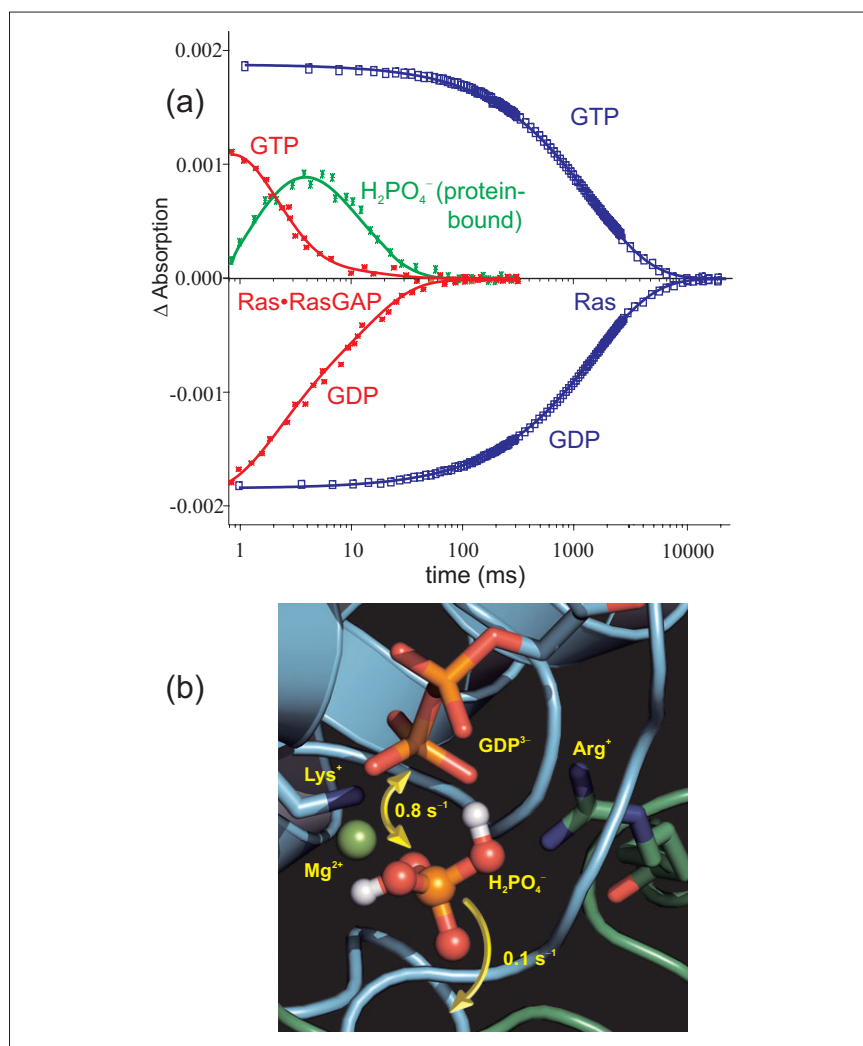 (a)
0.002
0.001
0.000
-0.001
-0.002
Δ Absorption
GTP
GTP
H₂PO₄⁻ (protein-
bound)
Ras•RasGAP
Ras
GDP
GDP
1 10 100 1000 10000
time (ms)
(b)
GDP³⁻
Arg⁺
Lys⁺
0.8 s⁻¹
Mg²⁺
H₂PO₄⁻
0.1 s⁻¹